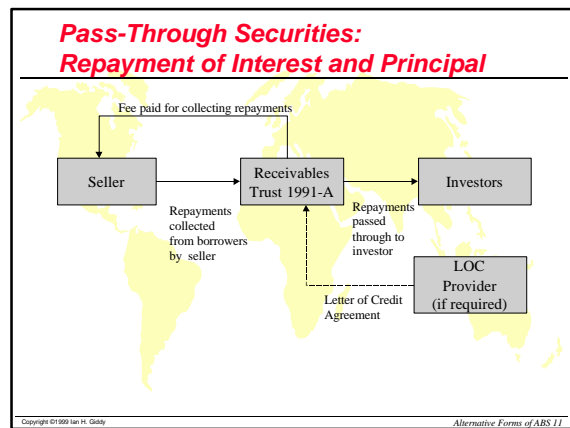 Pass-Through Securities:
Repayment of Interest and Principal
Fee paid for collecting repayments
Seller
Receivables
Trust 1991-A
Investors
Repayments
collected
from borrowers
by seller
Repayments
passed
through to
investor
LOC
Provider
(if required)
Letter of Credit
Agreement
Copyright ©1999 Ian H. Giddy
Alternative Forms of ABS 11